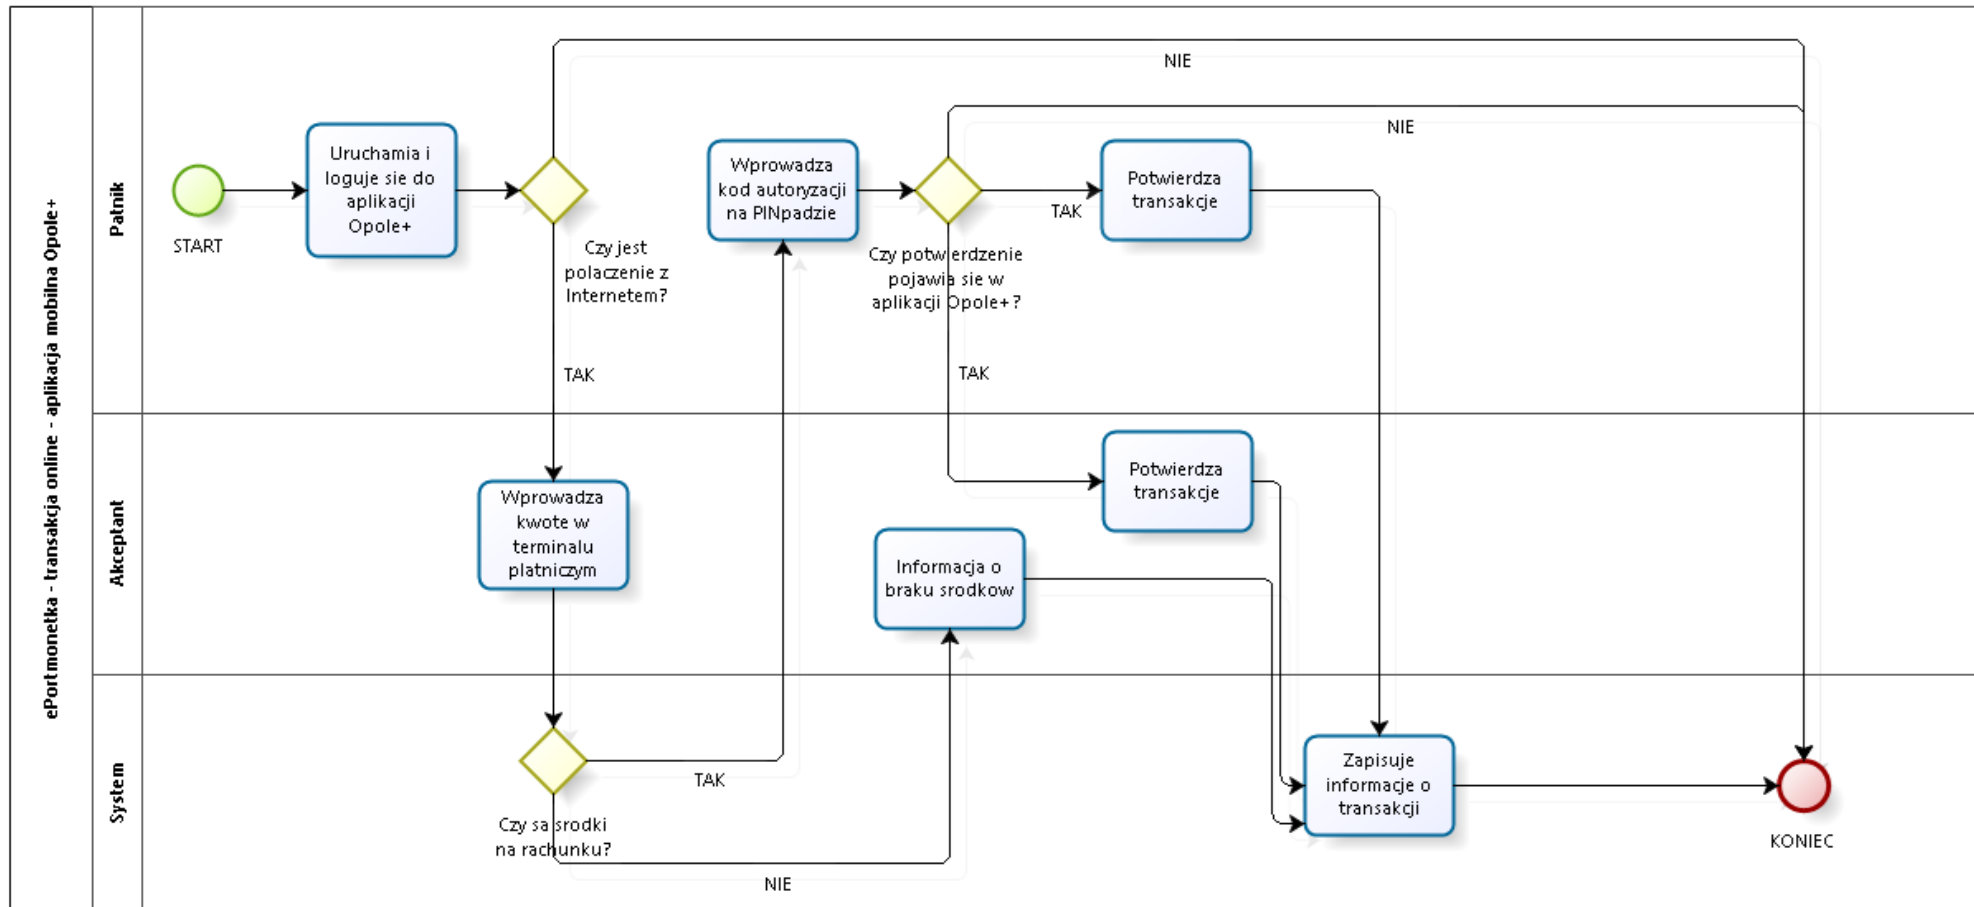 ePortmonetka - transakcja online - aplikacja mobilna Opole+
Płatnik
START
Uruchamia i
loguje sie do
aplikacji
Opole+
Czy jest
polaczenie z
Internetem?
NIE
TAK
Wprowadza
kod autoryzacji
na PINpadzie
Czy potwierdzenie
pojawia sie w
aplikacji Opole+?
NIE
TAK
TAK
Potwierdza
transakcje
Akceptant
Wprowadza
kwote w
terminalu
platniczym
Informacja o
braku srodkow
Potwierdza
transakcje
System
Czy sa srodki
na rachunku?
TAK
NIE
Zapisuje
informacje o
transakcji
KONIEC